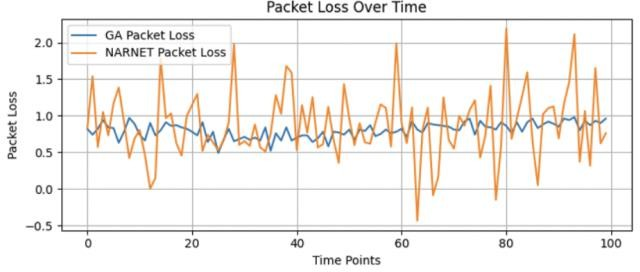 Packet Loss Over Time
GA Packet Loss
NARNET Packet Loss
Packet Loss
2.0
1.5
1.0
0.5
0.0
−0.5
0
20
40
60
80
100
Time Points